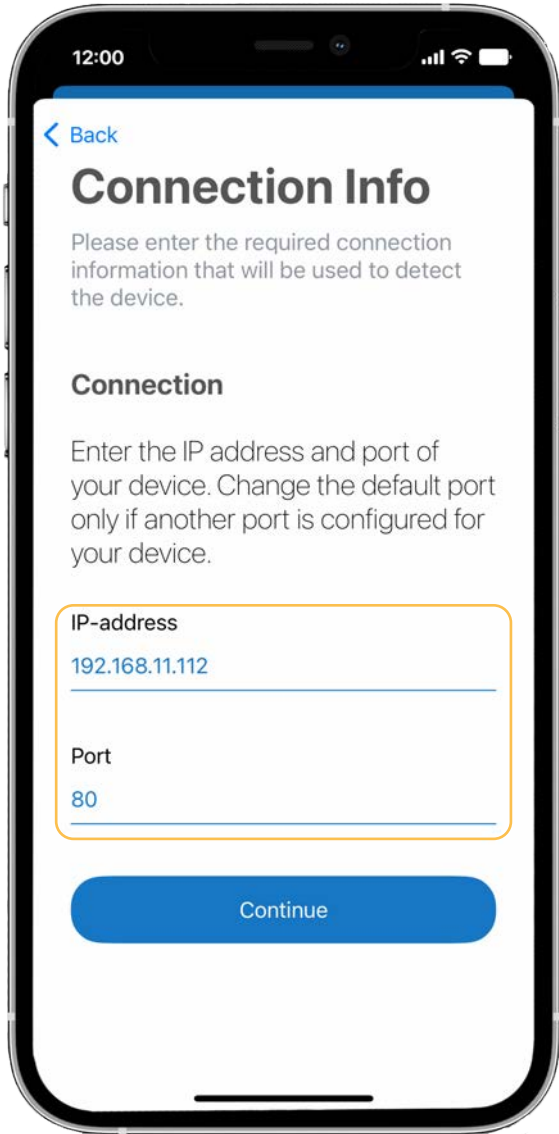 12:00
Back
Connection Info
Please enter the required connection
information that will be used to detect
the device.
Connection
Enter the IP address and port of
your device. Change the default port
only if another port is configured for
your device.
IP-address
192.168.11.112
Port
80
Continue